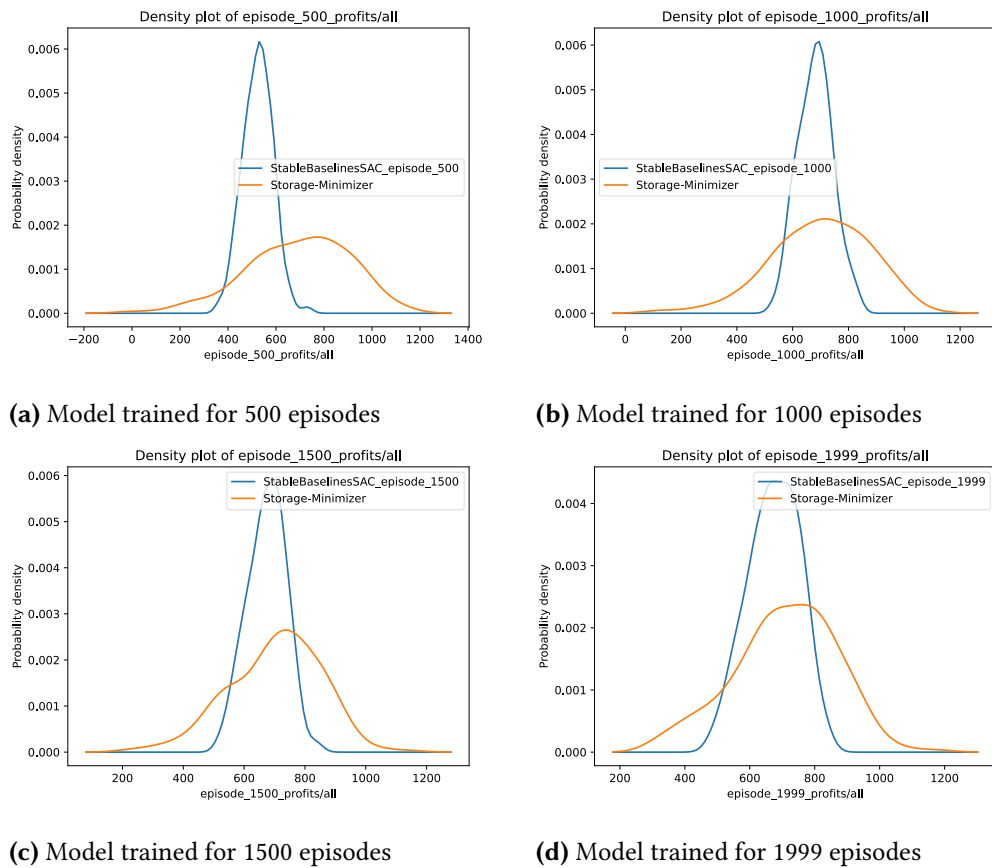 Density plot of episode_500_profits/all
0.006
0.005
0.004
0.003
0.002
0.001
0.000
Probability density
StableBaselinesSAC_episode_500
Storage-Minimizer
−200 0 200 400 600 800 1000 1200 1400
episode_500_profits/all
(a) Model trained for 500 episodes
Density plot of episode_1000_profits/all
0.006
0.005
0.004
0.003
0.002
0.001
0.000
Probability density
StableBaselinesSAC_episode_1000
Storage-Minimizer
0 200 400 600 800 1000 1200
episode_1000_profits/all
(b) Model trained for 1000 episodes
Density plot of episode_1500_profits/all
0.006
0.005
0.004
0.003
0.002
0.001
0.000
Probability density
StableBaselinesSAC_episode_1500
Storage-Minimizer
200 400 600 800 1000 1200
episode_1500_profits/all
(c) Model trained for 1500 episodes
Density plot of episode_1999_profits/all
0.004
0.003
0.002
0.001
0.000
Probability density
StableBaselinesSAC_episode_1999
Storage-Minimizer
200 400 600 800 1000 1200
episode_1999_profits/all
(d) Model trained for 1999 episodes